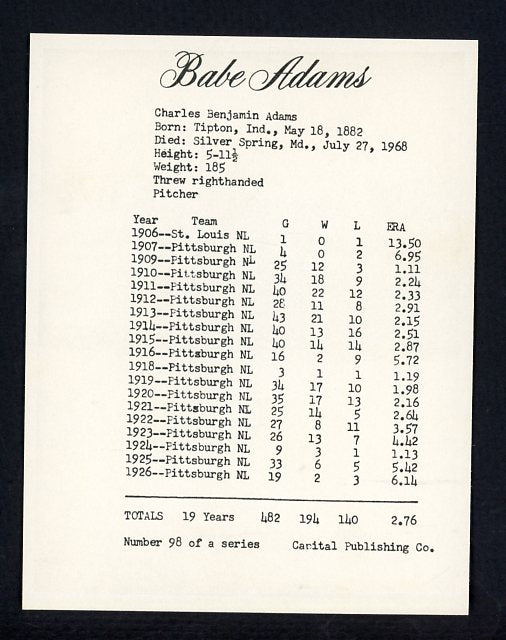 Babe Adams
Charles Benjamin Adams
Born: Tipton, Ind., May 18, 1882
Died: Silver Spring, Md., July 27, 1968
Height: 5-11½
Weight: 185
Threw righthanded
Pitcher
Year Team G W L ERA
1906--St. Louis NL 1 0 1 13.50
1907--Pittsburgh NL 4 0 2 6.95
1909--Pittsburgh NL 25 12 3 1.11
1910--Pittsburgh NL 34 18 9 2.24
1911--Pittsburgh NL 40 22 12 2.33
1912--Pittsburgh NL 28 11 8 2.91
1913--Pittsburgh NL 43 21 10 2.15
1914--Pittsburgh NL 40 13 16 2.51
1915--Pittsburgh NL 40 14 14 2.87
1916--Pittsburgh NL 16 2 9 5.72
1918--Pittsburgh NL 3 1 1 1.19
1919--Pittsburgh NL 34 17 10 1.98
1920--Pittsburgh NL 35 17 13 2.16
1921--Pittsburgh NL 25 14 5 2.64
1922--Pittsburgh NL 27 8 11 3.57
1923--Pittsburgh NL 26 13 7 4.42
1924--Pittsburgh NL 9 3 1 1.13
1925--Pittsburgh NL 33 6 5 5.42
1926--Pittsburgh NL 19 2 3 6.14
TOTALS 19 Years 482 194 140 2.76
Number 98 of a series Capital Publishing Co.